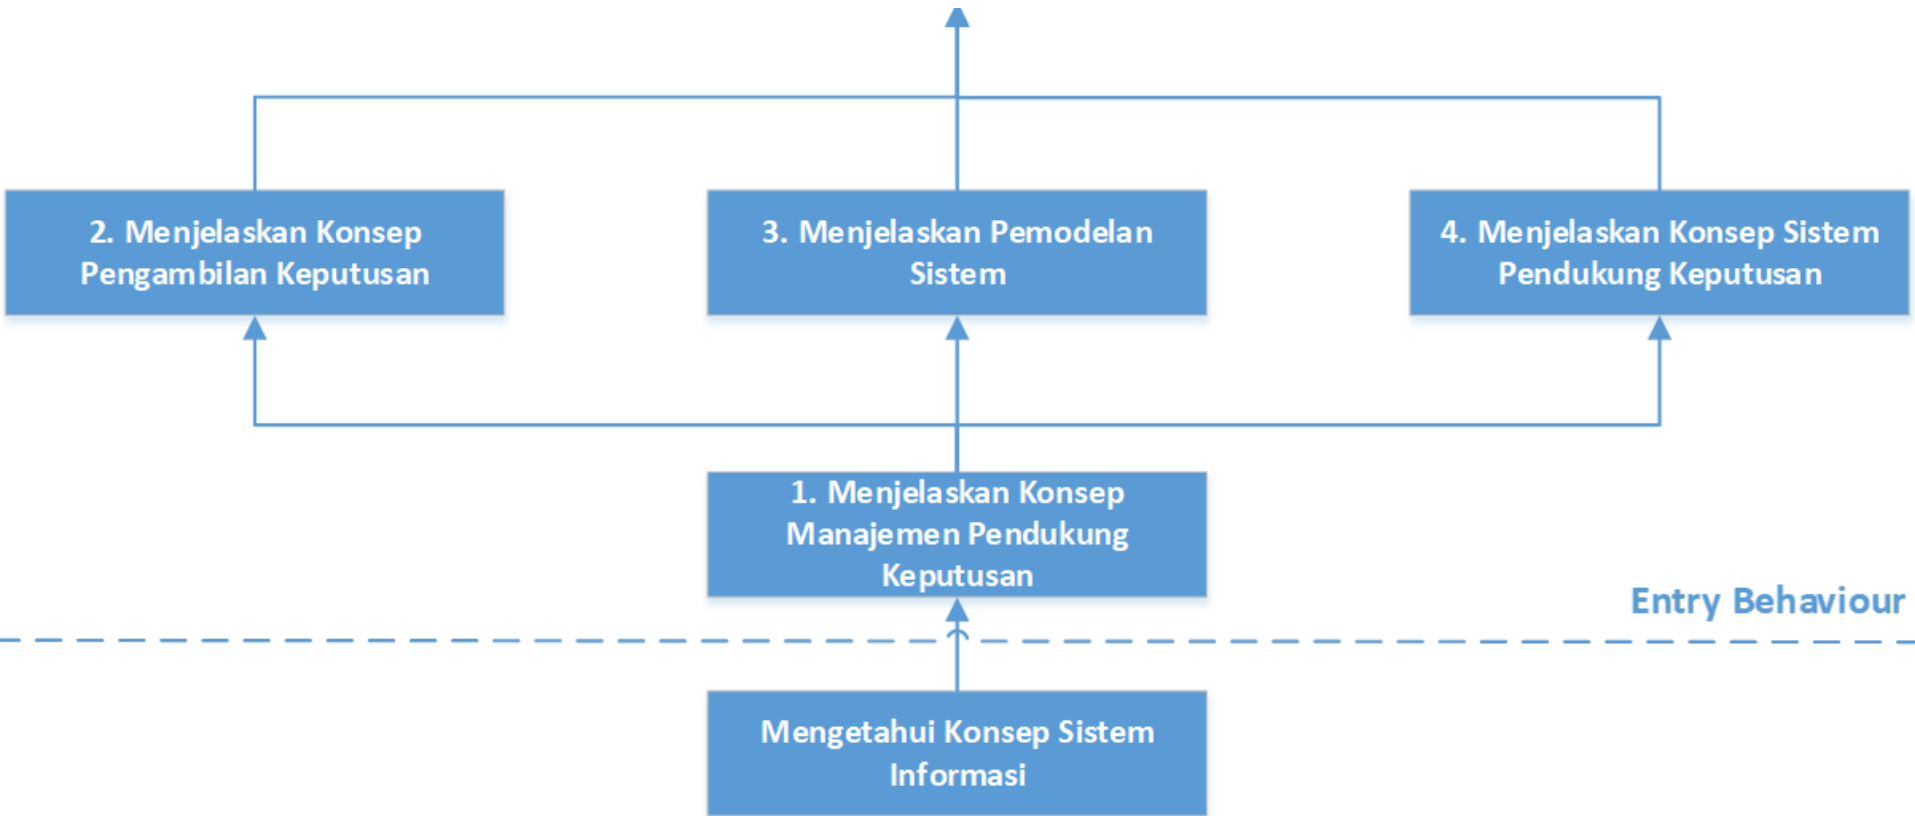 2. Menjelaskan Konsep
Pengambilan Keputusan
3. Menjelaskan Pemodelan
Sistem
4. Menjelaskan Konsep Sistem
Pendukung Keputusan
1. Menjelaskan Konsep
Manajemen Pendukung
Keputusan
Entry Behaviour
Mengetahui Konsep Sistem
Informasi